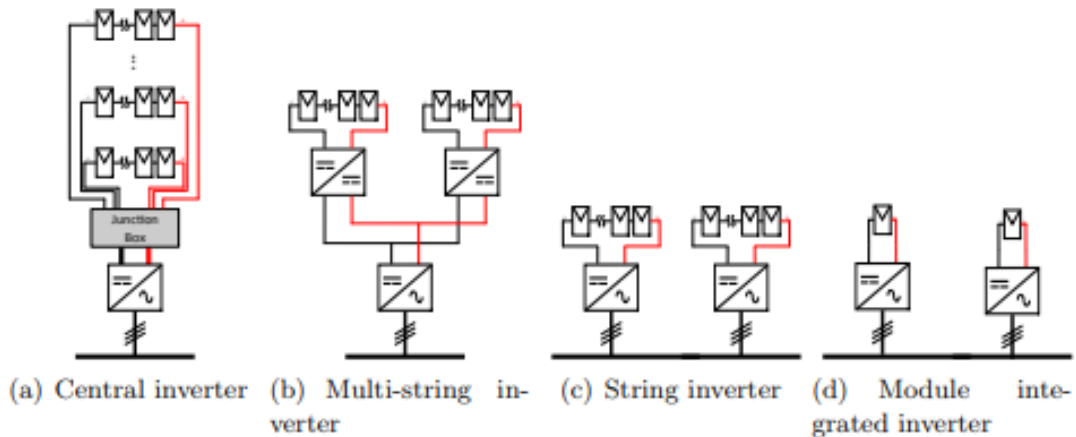 Junction
Box
(a) Central inverter
(b) Multi-string in-
verter
(c) String inverter
(d) Module inte-
grated inverter